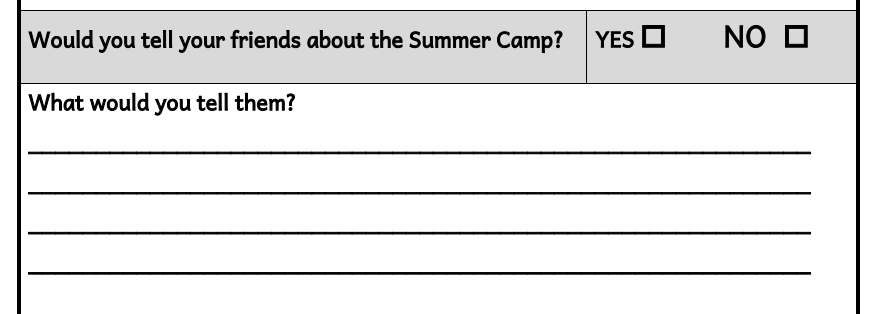 Would you tell your friends about the Summer Camp? YES ☐ NO ☐
What would you tell them?